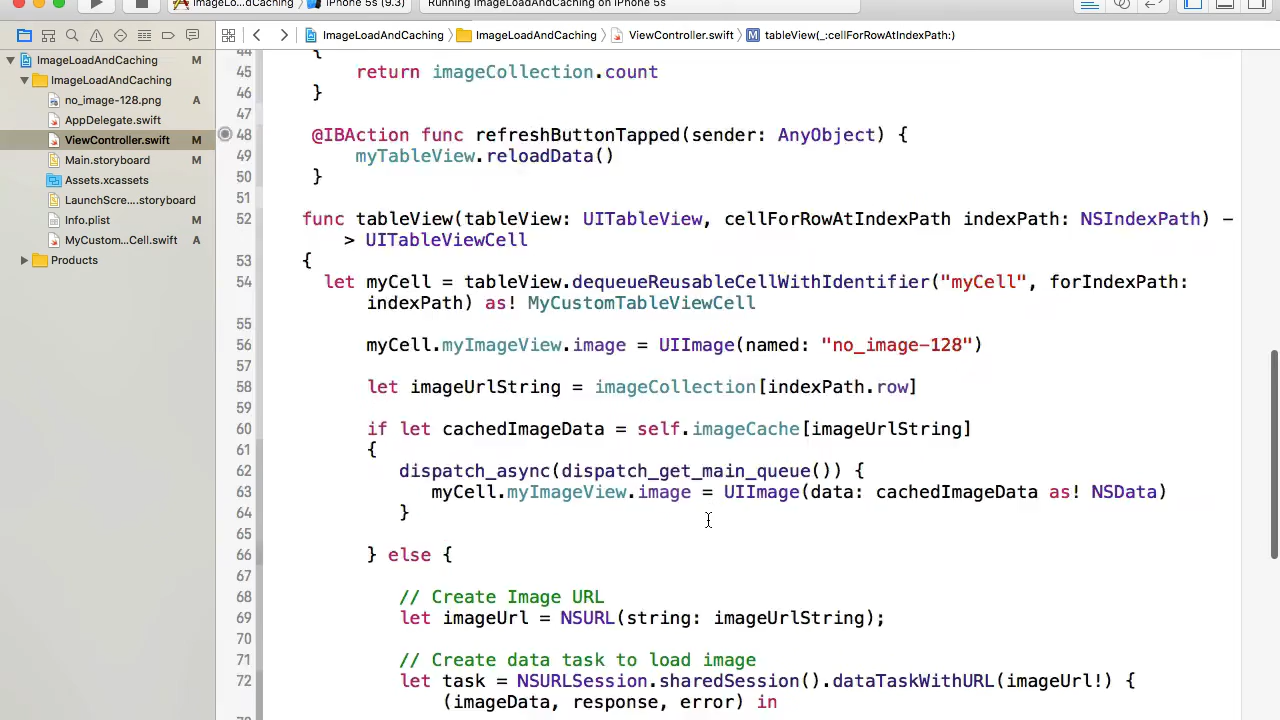 ImageLoadAndCaching
iPhone 5s (9.3)
Running ImageLoadAndCaching on iPhone 5s
ImageLoadAndCaching
ImageLoadAndCaching
ViewController.swift
tableView(_:cellForRowAtIndexPath:)
ImageLoadAndCaching M
ImageLoadAndCaching
no_image-128.png A
AppDelegate.swift
ViewController.swift M
Main.storyboard M
Assets.xcassets
LaunchScre....storyboard
Info.plist M
MyCustom...Cell.swift A
Products
44 {
45 return imageCollection.count
46 }
47
48 @IBAction func refreshButtonTapped(sender: AnyObject) {
49 myTableView.reloadData()
50 }
51
52 func tableView(tableView: UITableView, cellForRowAtIndexPath indexPath: NSIndexPath) -
> UITableViewCell
53 {
54 let myCell = tableView.dequeueReusableCellWithIdentifier("myCell", forIndexPath:
indexPath) as! MyCustomTableViewCell
55
56 myCell.myImageView.image = UIImage(named: "no_image-128")
57
58 let imageUrlString = imageCollection[indexPath.row]
59
60 if let cachedImageData = self.imageCache[imageUrlString]
61 {
62 dispatch_async(dispatch_get_main_queue()) {
63 myCell.myImageView.image = UIImage(data: cachedImageData as! NSData)
64 }
65
66 } else {
67
68 // Create Image URL
69 let imageUrl = NSURL(string: imageUrlString);
70
71 // Create data task to load image
72 let task = NSURLSession.sharedSession().dataTaskWithURL(imageUrl!) {
(imageData, response, error) in